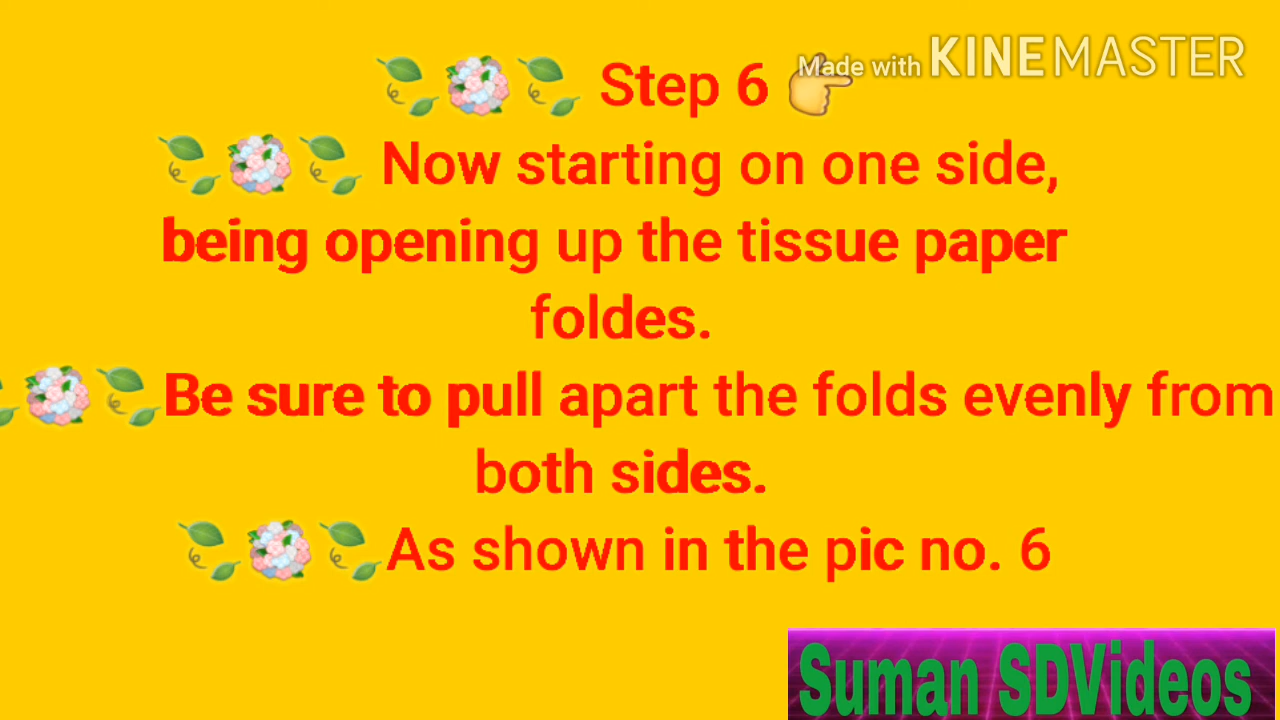 Step 6
Made with KINEMASTER
Now starting on one side,
being opening up the tissue paper
foldes.
Be sure to pull apart the folds evenly from
both sides.
As shown in the pic no. 6
Suman SDVideos